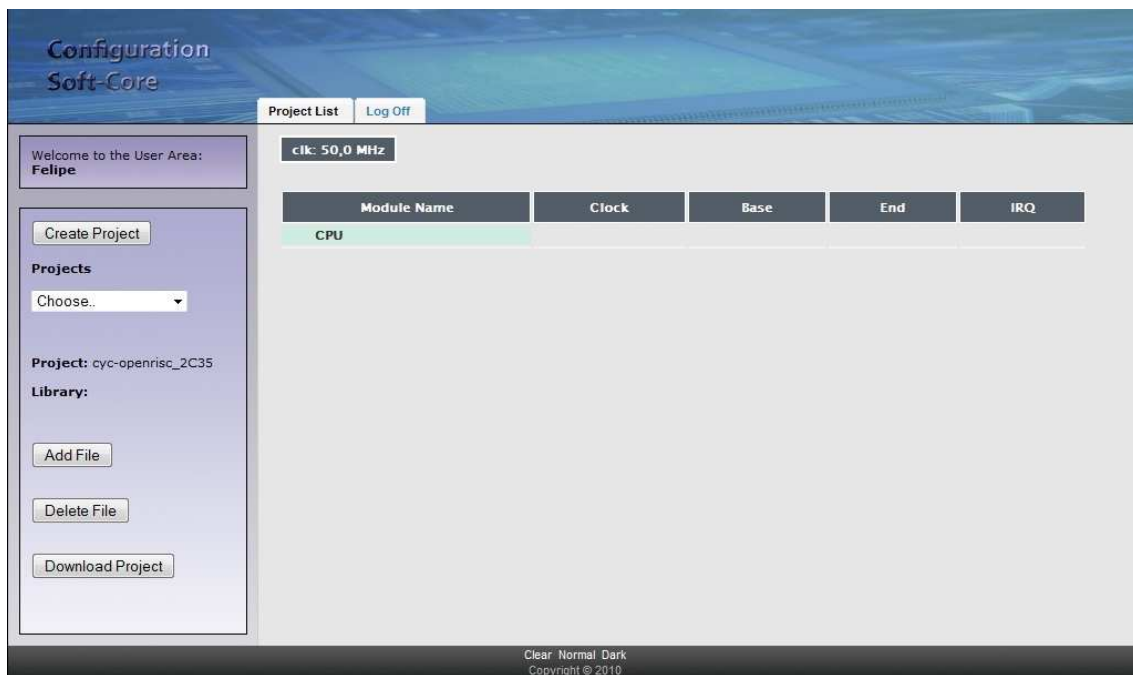 Configuration
Soft-Core
Project List Log Off
Welcome to the User Area:
Felipe
Create Project
Projects
Choose..
Project: cyc-openrisc_2C35
Library:
Add File
Delete File
Download Project
clk: 50,0 MHz
Module Name Clock Base End IRQ
CPU
Clear Normal Dark
Copyright © 2010